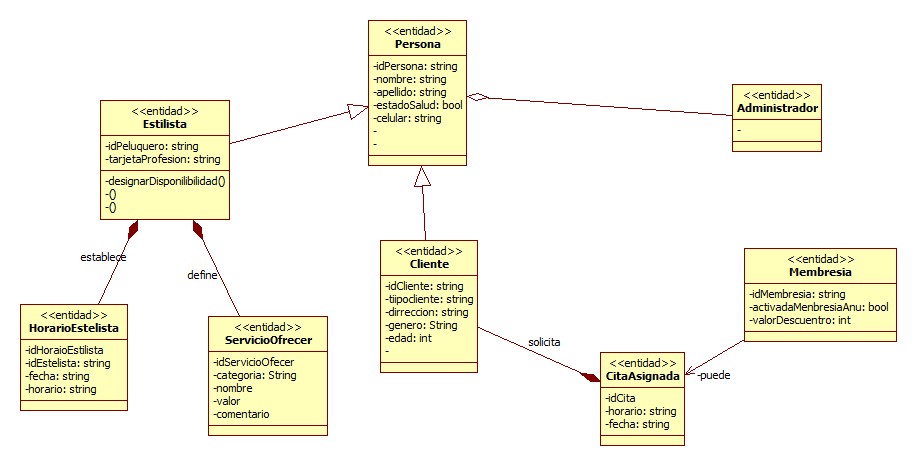 <<entidad>>
Persona
-idPersona: string
-nombre: string
-apellido: string
-estadoSalud: bool
-celular: string
-
-
<<entidad>>
Administrador
-
<<entidad>>
Estilista
-idPeluquero: string
-tarjetaProfesion: string
-designarDisponilibilidad()
-()
-()
establece
define
<<entidad>>
HorarioEstelista
-idHoraioEstilista
-idEstelista: string
-fecha: string
-horario: string
<<entidad>>
ServicioOfrecer
-idServicioOfecer
-categoria: String
-nombre
-valor
-comentario
<<entidad>>
Cliente
-idCliente: string
-tiipocliente: string
-dirreccion: string
-genero: String
-edad: int
-
solicita
<<entidad>>
CitaAsignada
-idCita
-horario: string
-fecha: string
-puede
<<entidad>>
Membresia
-idMembresia: string
-activadaMenbresiaAnu: bool
-valorDescuentro: int